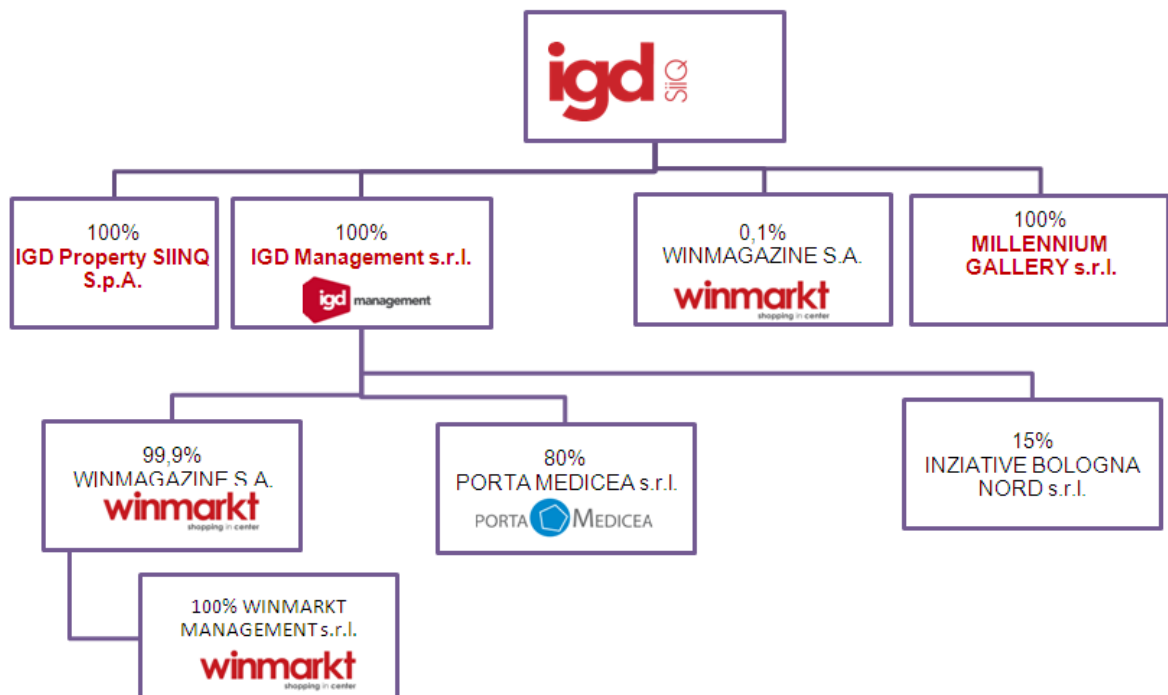 igd SIIQ
100%
IGD Property SIINQ
S.p.A.
100%
IGD Management s.r.l.
igd management
0,1%
WINMAGAZINE S.A.
winmarkt
shopping in center
100%
MILLENNIUM
GALLERY s.r.l.
99,9%
WINMAGAZINE S.A.
winmarkt
shopping in center
80%
PORTA MEDICEA s.r.l.
PORTA MEDICEA
15%
INZIATIVE BOLOGNA
NORD s.r.l.
100% WINMARKT
MANAGEMENT s.r.l.
winmarkt
shopping in center